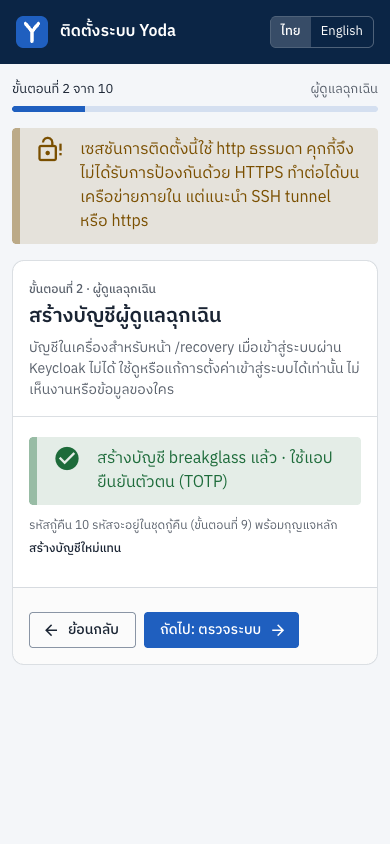 Y ติดตั้งระบบ Yoda ไทย English
ขั้นตอนที่ 2 จาก 10 ผู้ดูแลฉุกเฉิน
เซสชันการติดตั้งนี้ใช้ http ธรรมดา คุกกี้จึง
ไม่ได้รับการป้องกันด้วย HTTPS ทำต่อได้บน
เครือข่ายภายใน แต่แนะนำ SSH tunnel
หรือ https
ขั้นตอนที่ 2 · ผู้ดูแลฉุกเฉิน
สร้างบัญชีผู้ดูแลฉุกเฉิน
บัญชีในเครื่องสำหรับหน้า /recovery เมื่อเข้าสู่ระบบผ่าน
Keycloak ไม่ได้ ใช้ดูหรือแก้การตั้งค่าเข้าสู่ระบบได้เท่านั้น ไม่
เห็นงานหรือข้อมูลของใคร
สร้างบัญชี breakglass แล้ว · ใช้แอป
ยืนยันตัวตน (TOTP)
รหัสกู้คืน 10 รหัสจะอยู่ในชุดกู้คืน (ขั้นตอนที่ 9) พร้อมกุญแจหลัก
สร้างบัญชีใหม่แทน
ย้อนกลับ ถัดไป: ตรวจระบบ